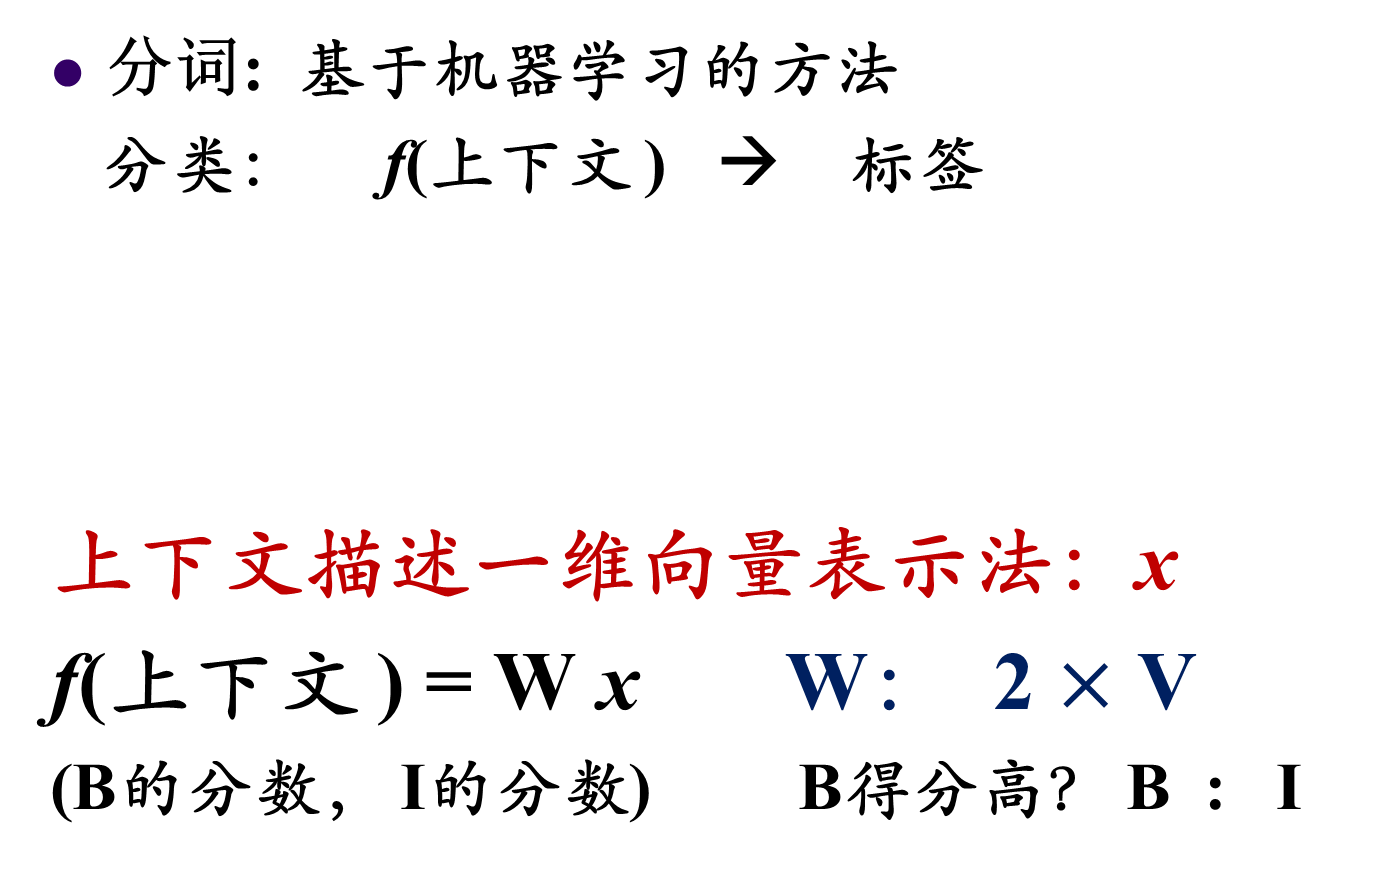 • 分词: 基于机器学习的方法
分类: f(上下文) → 标签
上下文描述一维向量表示法: x
f(上下文) = W x W: 2 × V
(B的分数, I的分数) B得分高? B : I